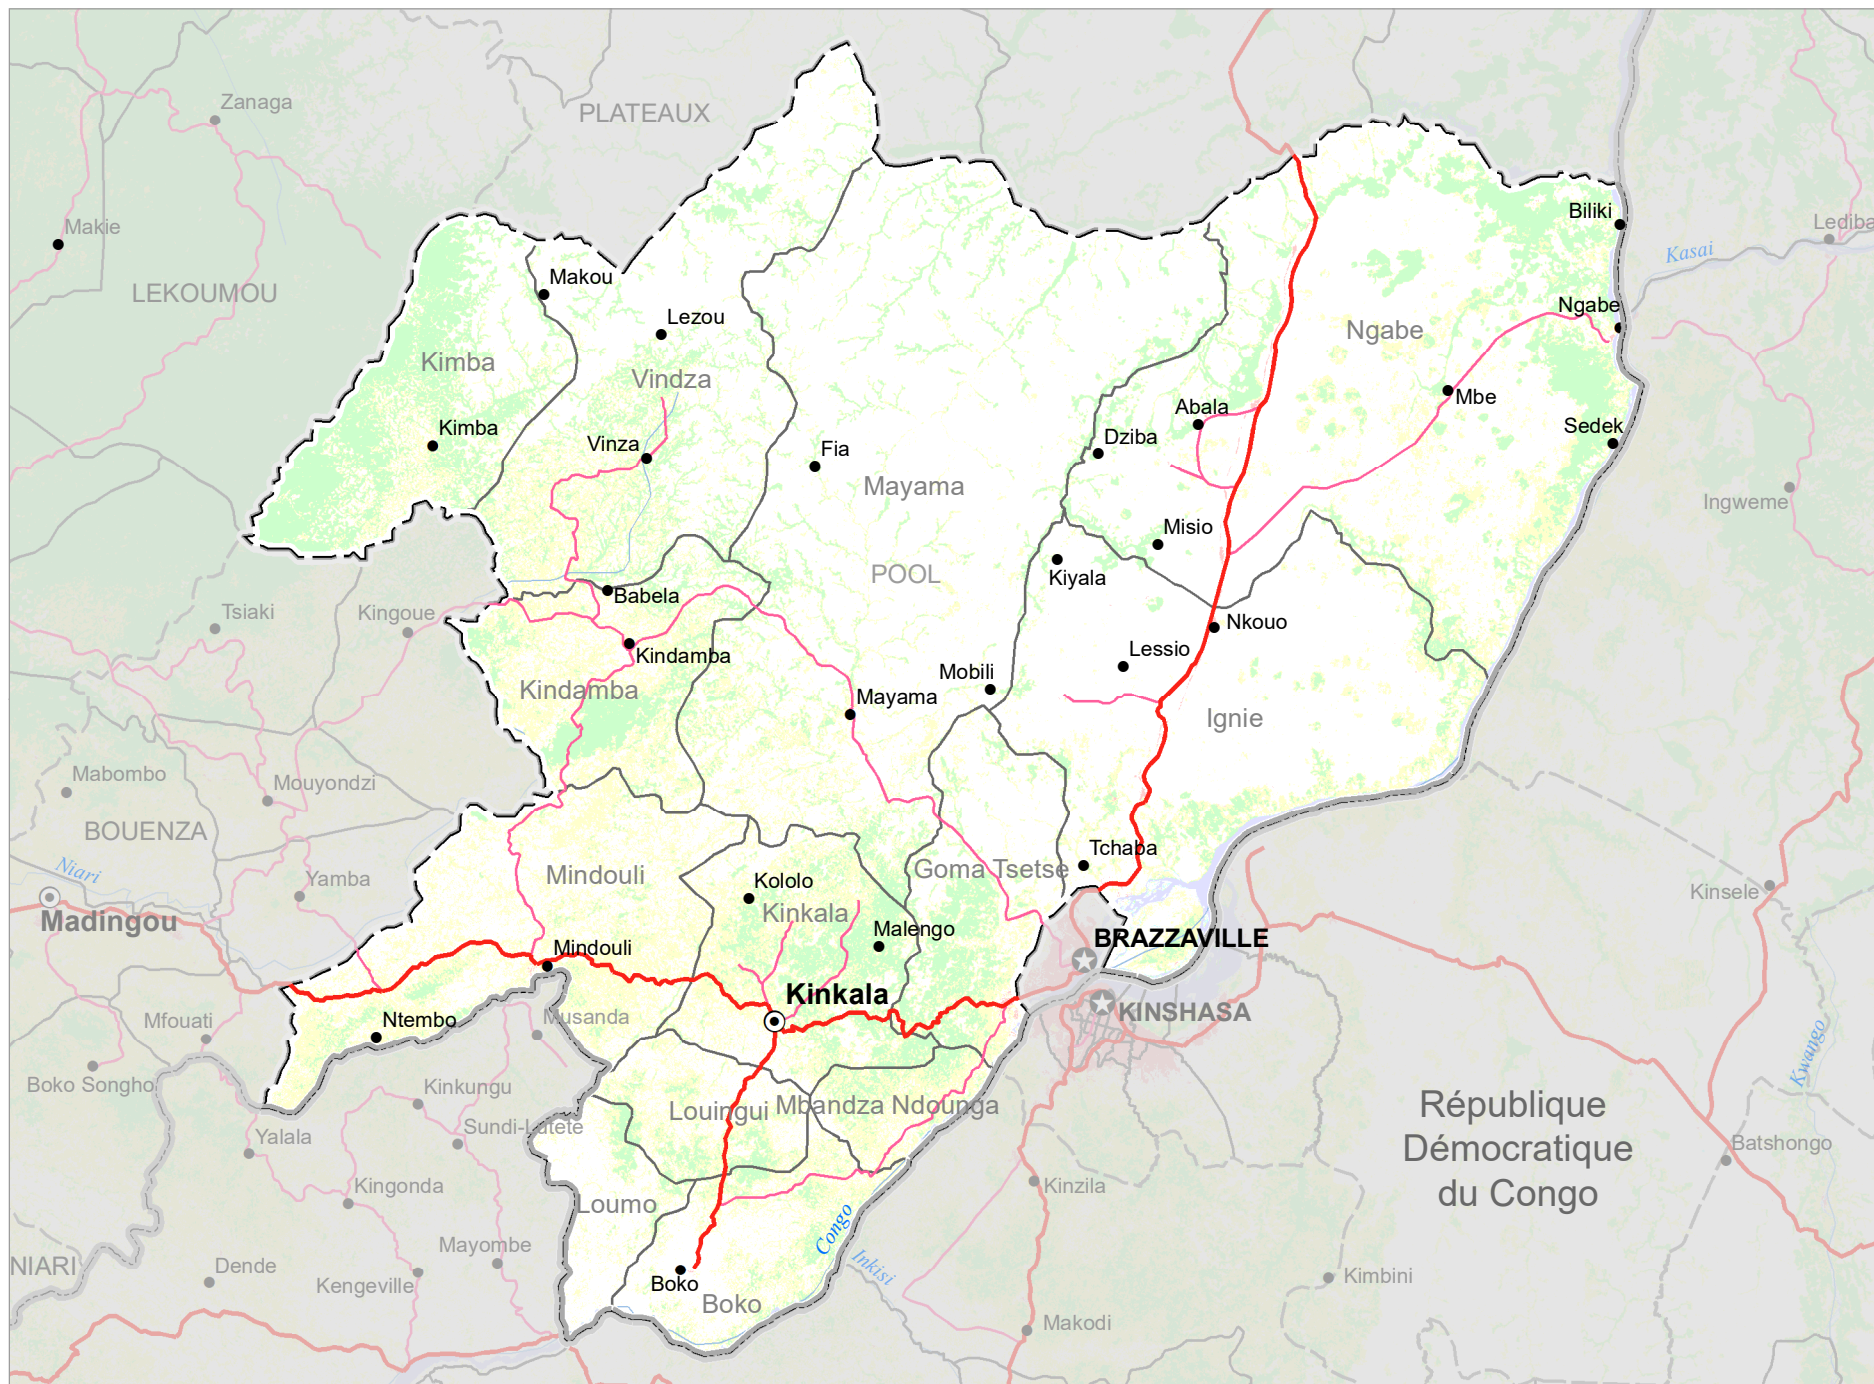 Zanaga
PLATEAUX
Makie
Biliki
Lediba
Kasai
LEKOUMOU
Makou
Lezou
Ngabe
Ngabe
Kimba
Vindza
Mbe
Abala
Kimba
Vinza
Fia
Dziba
Sedek
Mayama
Ingweme
Misio
POOL
Kiyala
Babela
Tsiaki
Kingoue
Nkouo
Kindamba
Lessio
Mobili
Kindamba
Mayama
Ignie
Mabombo
Mouyondzi
BOUENZA
Tchaba
Niari
Goma Tsetse
Mindouli
Yamba
Kololo
Kinsele
Kinkala
Madingou
Malengo
BRAZZAVILLE
Mindouli
Kinkala
KINSHASA
Mfouati
Ntembo
Musanda
Kwango
Boko Songho
Kinkungu
République
Démocratique
du Congo
Louingui
Mbandza Ndounga
Yalala
Sundi-Lutete
Batshongo
Kingonda
Kinzila
Loumo
Congo
Mayombe
NIARI
Dende
Inkisi
Kengeville
Boko
Kimbini
Boko
Makodi